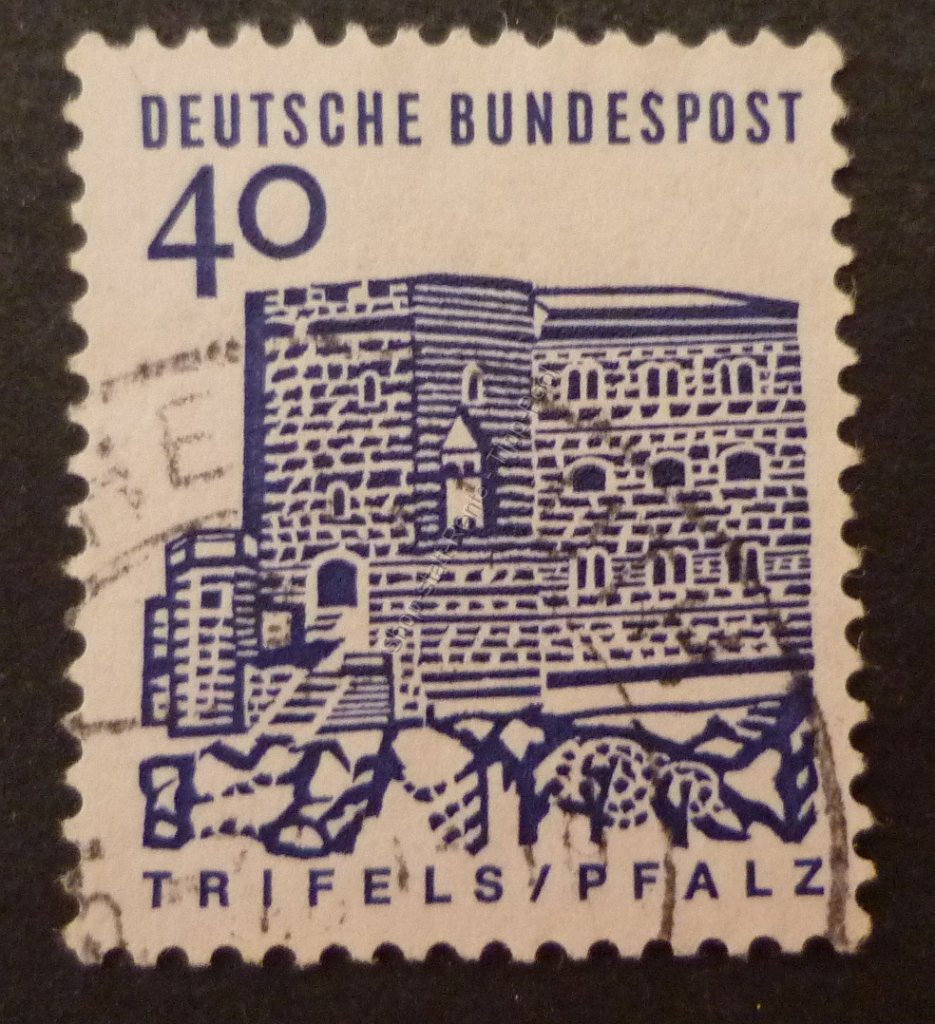 DEUTSCHE BUNDESPOST
40
TRIFELS/PFALZ